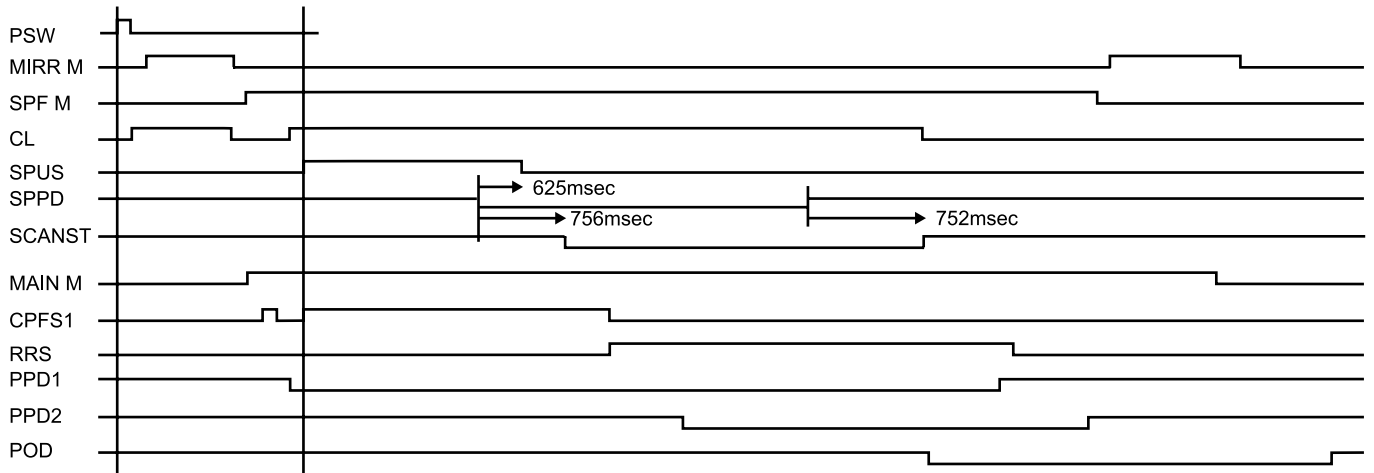 PSW
MIRR M
SPF M
CL
SPUS
SPPD
625msec
756msec
752msec
SCANST
MAIN M
CPFS1
RRS
PPD1
PPD2
POD